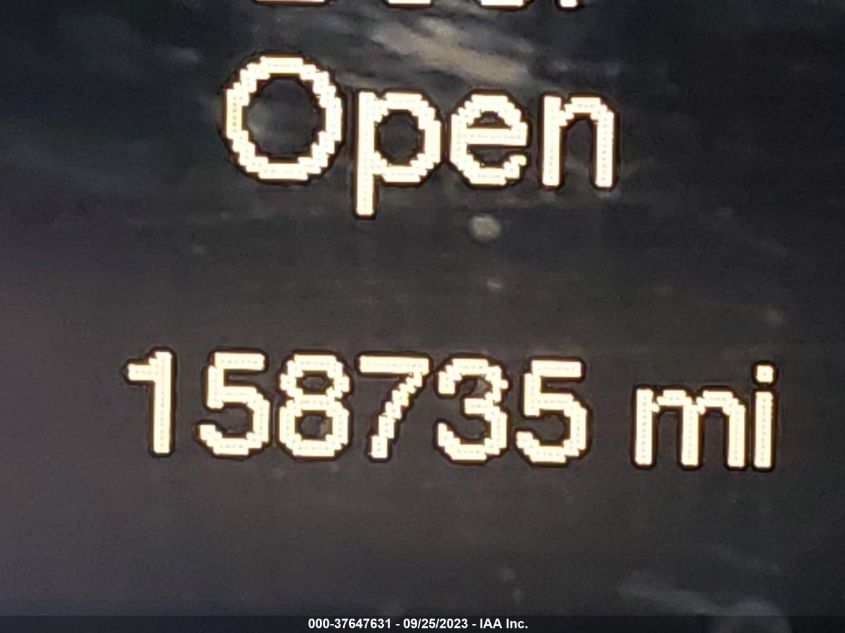 Open
158735 mi
000-37647631 - 09/25/2023 - IAA Inc.